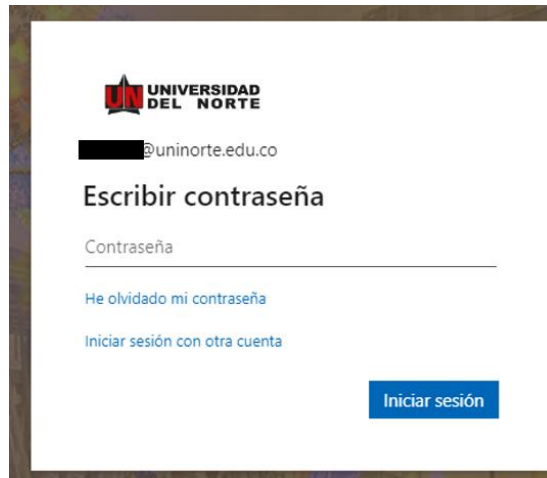 UNIVERSIDAD
DEL NORTE
@uninorte.edu.co
Escribir contraseña
Contraseña
He olvidado mi contraseña
Iniciar sesión con otra cuenta
Iniciar sesión